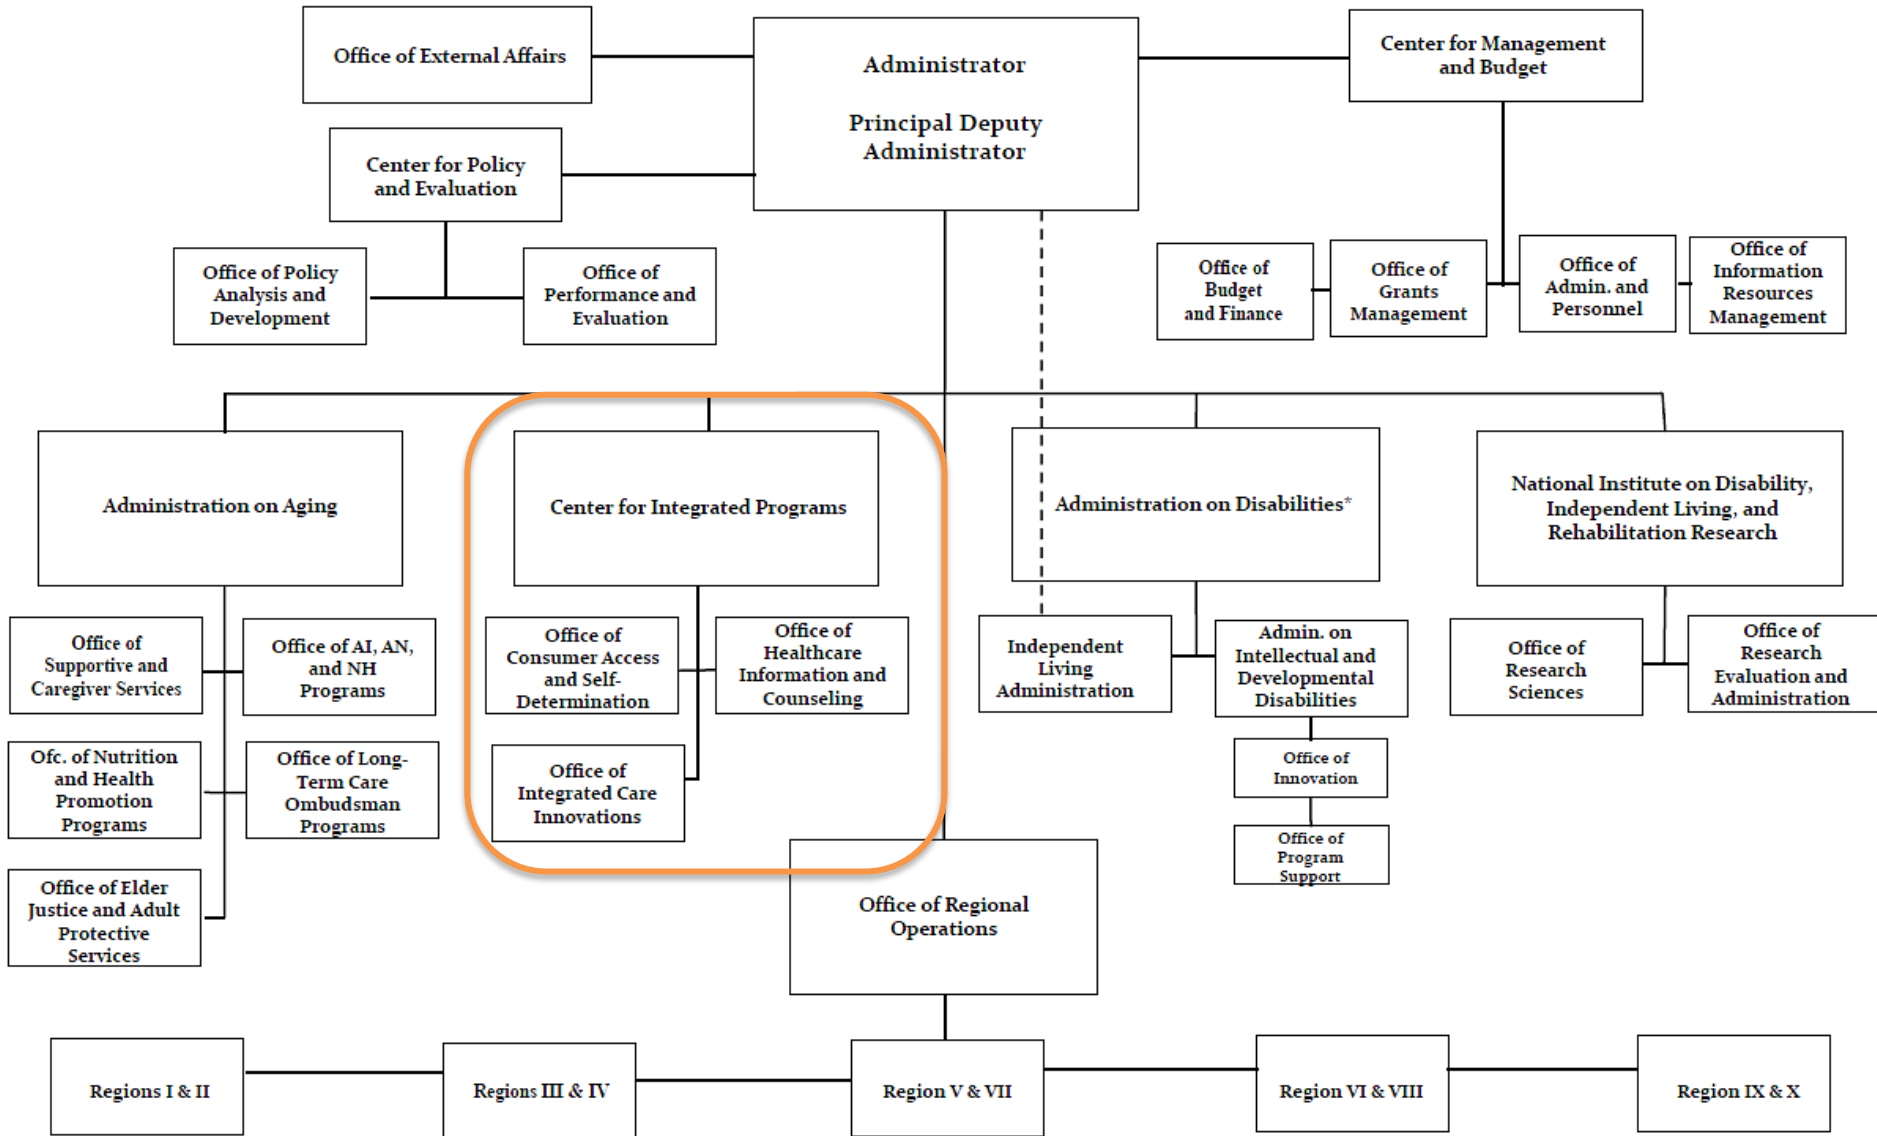 Office of External Affairs
Administrator
Principal Deputy
Administrator
Center for Management
and Budget
Center for Policy
and Evaluation
Office of Policy
Analysis and
Development
Office of
Performance and
Evaluation
Office of
Budget
and Finance
Office of
Grants
Management
Office of
Admin. and
Personnel
Office of
Information
Resources
Management
Administration on Aging
Center for Integrated Programs
Administration on Disabilities*
National Institute on Disability,
Independent Living, and
Rehabilitation Research
Office of
Supportive and
Caregiver Services
Office of AI, AN,
and NH
Programs
Office of
Consumer Access
and Self-
Determination
Office of
Healthcare
Information and
Counseling
Independent
Living
Administration
Admin. on
Intellectual and
Developmental
Disabilities
Office of
Research
Sciences
Office of
Research
Evaluation and
Administration
Ofc. of Nutrition
and Health
Promotion
Programs
Office of Long-
Term Care
Ombudsman
Programs
Office of
Integrated Care
Innovations
Office of
Innovation
Office of
Program
Support
Office of Elder
Justice and Adult
Protective
Services
Office of Regional
Operations
Regions I & II
Regions III & IV
Region V & VII
Region VI & VIII
Region IX & X